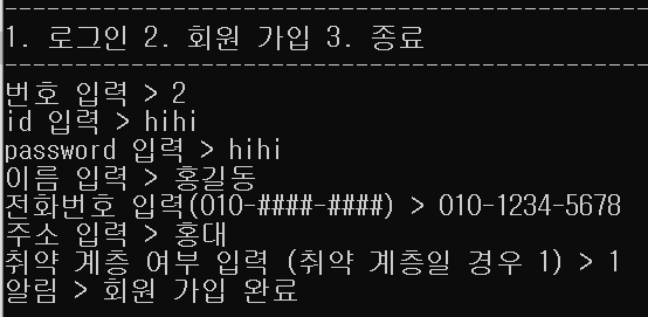 --------------------------------------------------
1. 로그인 2. 회원 가입 3. 종료
--------------------------------------------------
번호 입력 > 2
id 입력 > hihi
password 입력 > hihi
이름 입력 > 홍길동
전화번호 입력(010-####-####) > 010-1234-5678
주소 입력 > 홍대
취약 계층 여부 입력 (취약 계층일 경우 1) > 1
알림 > 회원 가입 완료